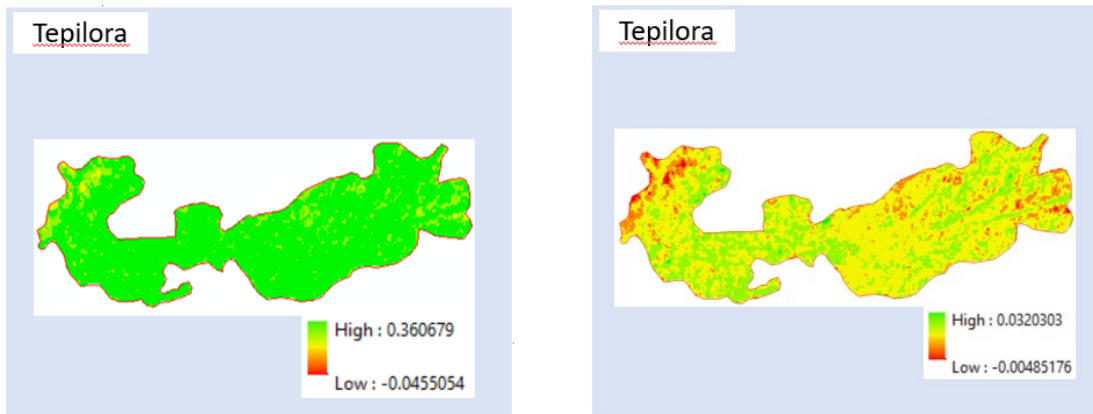 Tepilora
High : 0.360679
Low : -0.0455054
Tepilora
High : 0.0320303
Low : -0.00485176